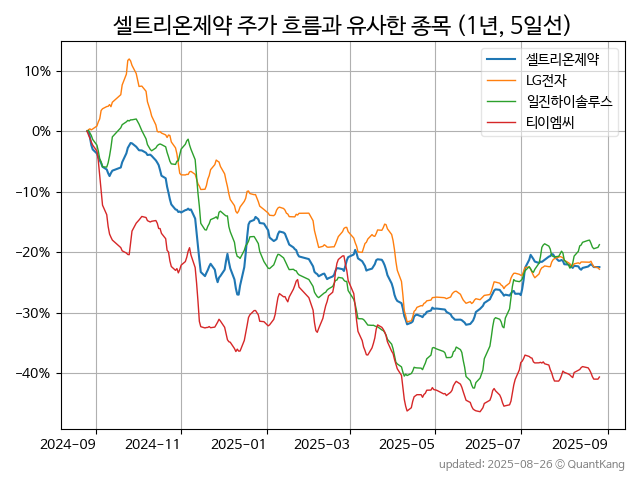 셀트리온제약 주가 흐름과 유사한 종목 (1년, 5일선)
셀트리온제약
LG전자
일진하이솔루스
티이엠씨
10%
0%
−10%
−20%
−30%
−40%
2024−09
2024−11
2025−01
2025−03
2025−05
2025−07
2025−09
updated: 2025-08-26 © QuantKang